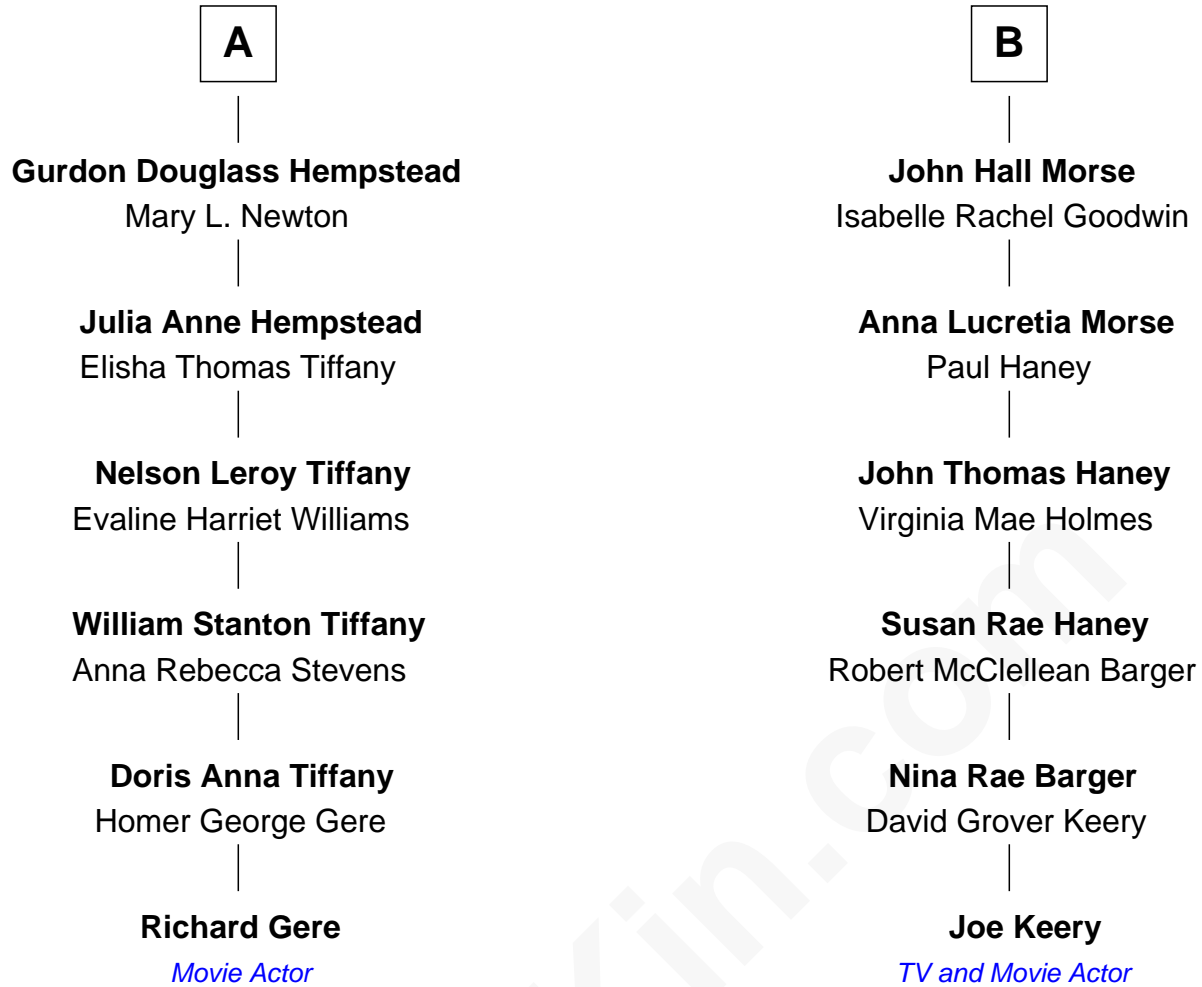 A
Gurdon Douglass Hempstead
Mary L. Newton
Julia Anne Hempstead
Elisha Thomas Tiffany
Nelson Leroy Tiffany
Evaline Harriet Williams
William Stanton Tiffany
Anna Rebecca Stevens
Doris Anna Tiffany
Homer George Gere
Richard Gere
Movie Actor
B
John Hall Morse
Isabelle Rachel Goodwin
Anna Lucretia Morse
Paul Haney
John Thomas Haney
Virginia Mae Holmes
Susan Rae Haney
Robert McClellean Barger
Nina Rae Barger
David Grover Keery
Joe Keery
TV and Movie Actor